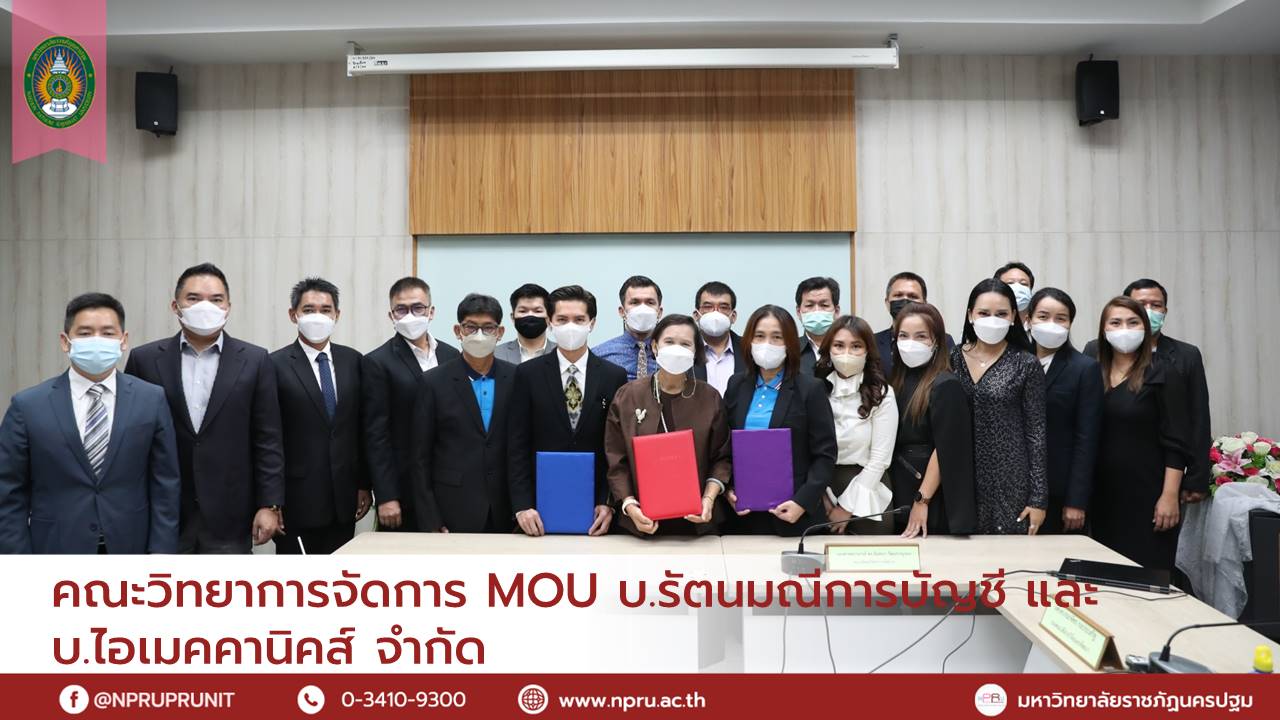 คณะวิทยาการจัดการ MOU บ.รัตนมณีการบัญชี และ
บ.ไอเมคคานิคส์ จำกัด
@NPRUPRUNIT 0-3410-9300 www.npru.ac.th มหาวิทยาลัยราชภัฏนครปฐม